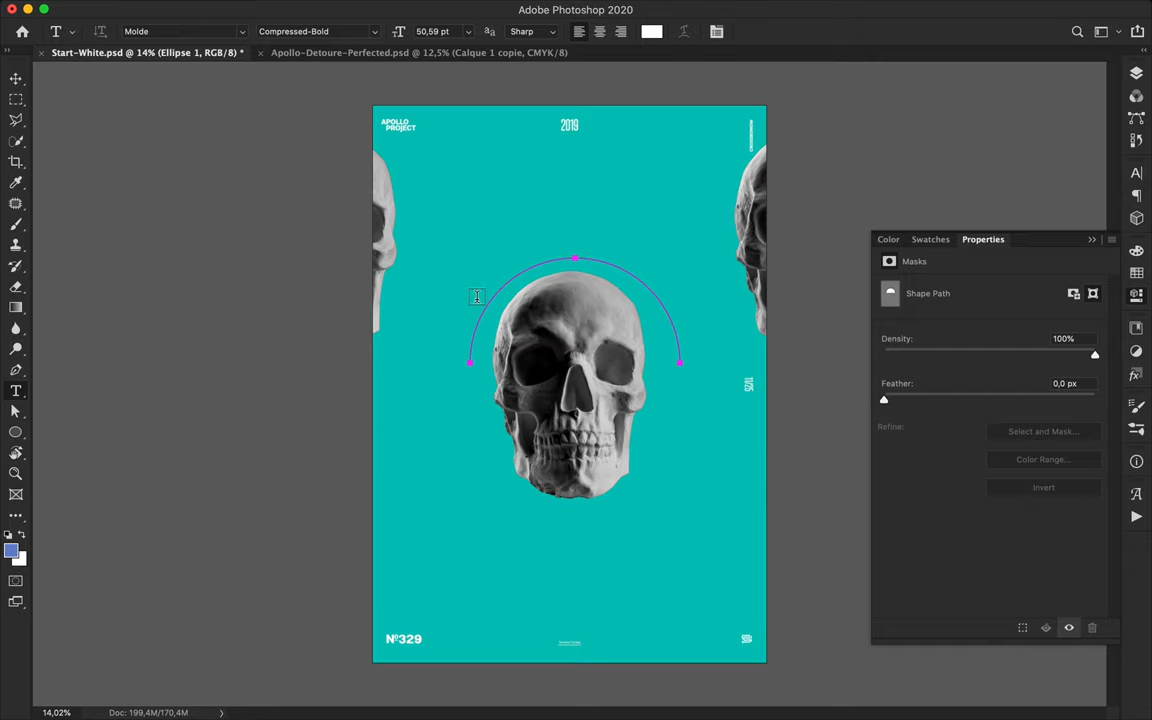 Adobe Photoshop 2020
Molde
Compressed-Bold
50,59 pt
Sharp
Start-White.psd @ 14% (Ellipse 1, RGB/8) *
Apollo-Detoure-Perfected.psd @ 12,5% (Calque 1 copie, CMYK/8)
APOLLO
PROJECT
2019
11/25
Nº329
Color
Swatches
Properties
Masks
Shape Path
Density:
100%
Feather:
0,0 px
Refine:
Select and Mask...
Color Range...
Invert
14,02%
Doc: 199,4M/170,4M